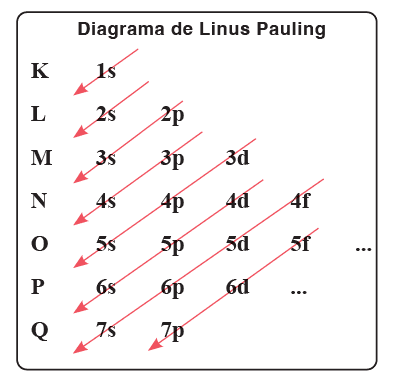 Diagrama de Linus Pauling
K 1s
L 2s 2p
M 3s 3p 3d
N 4s 4p 4d 4f
O 5s 5p 5d 5f ...
P 6s 6p 6d ...
Q 7s 7p